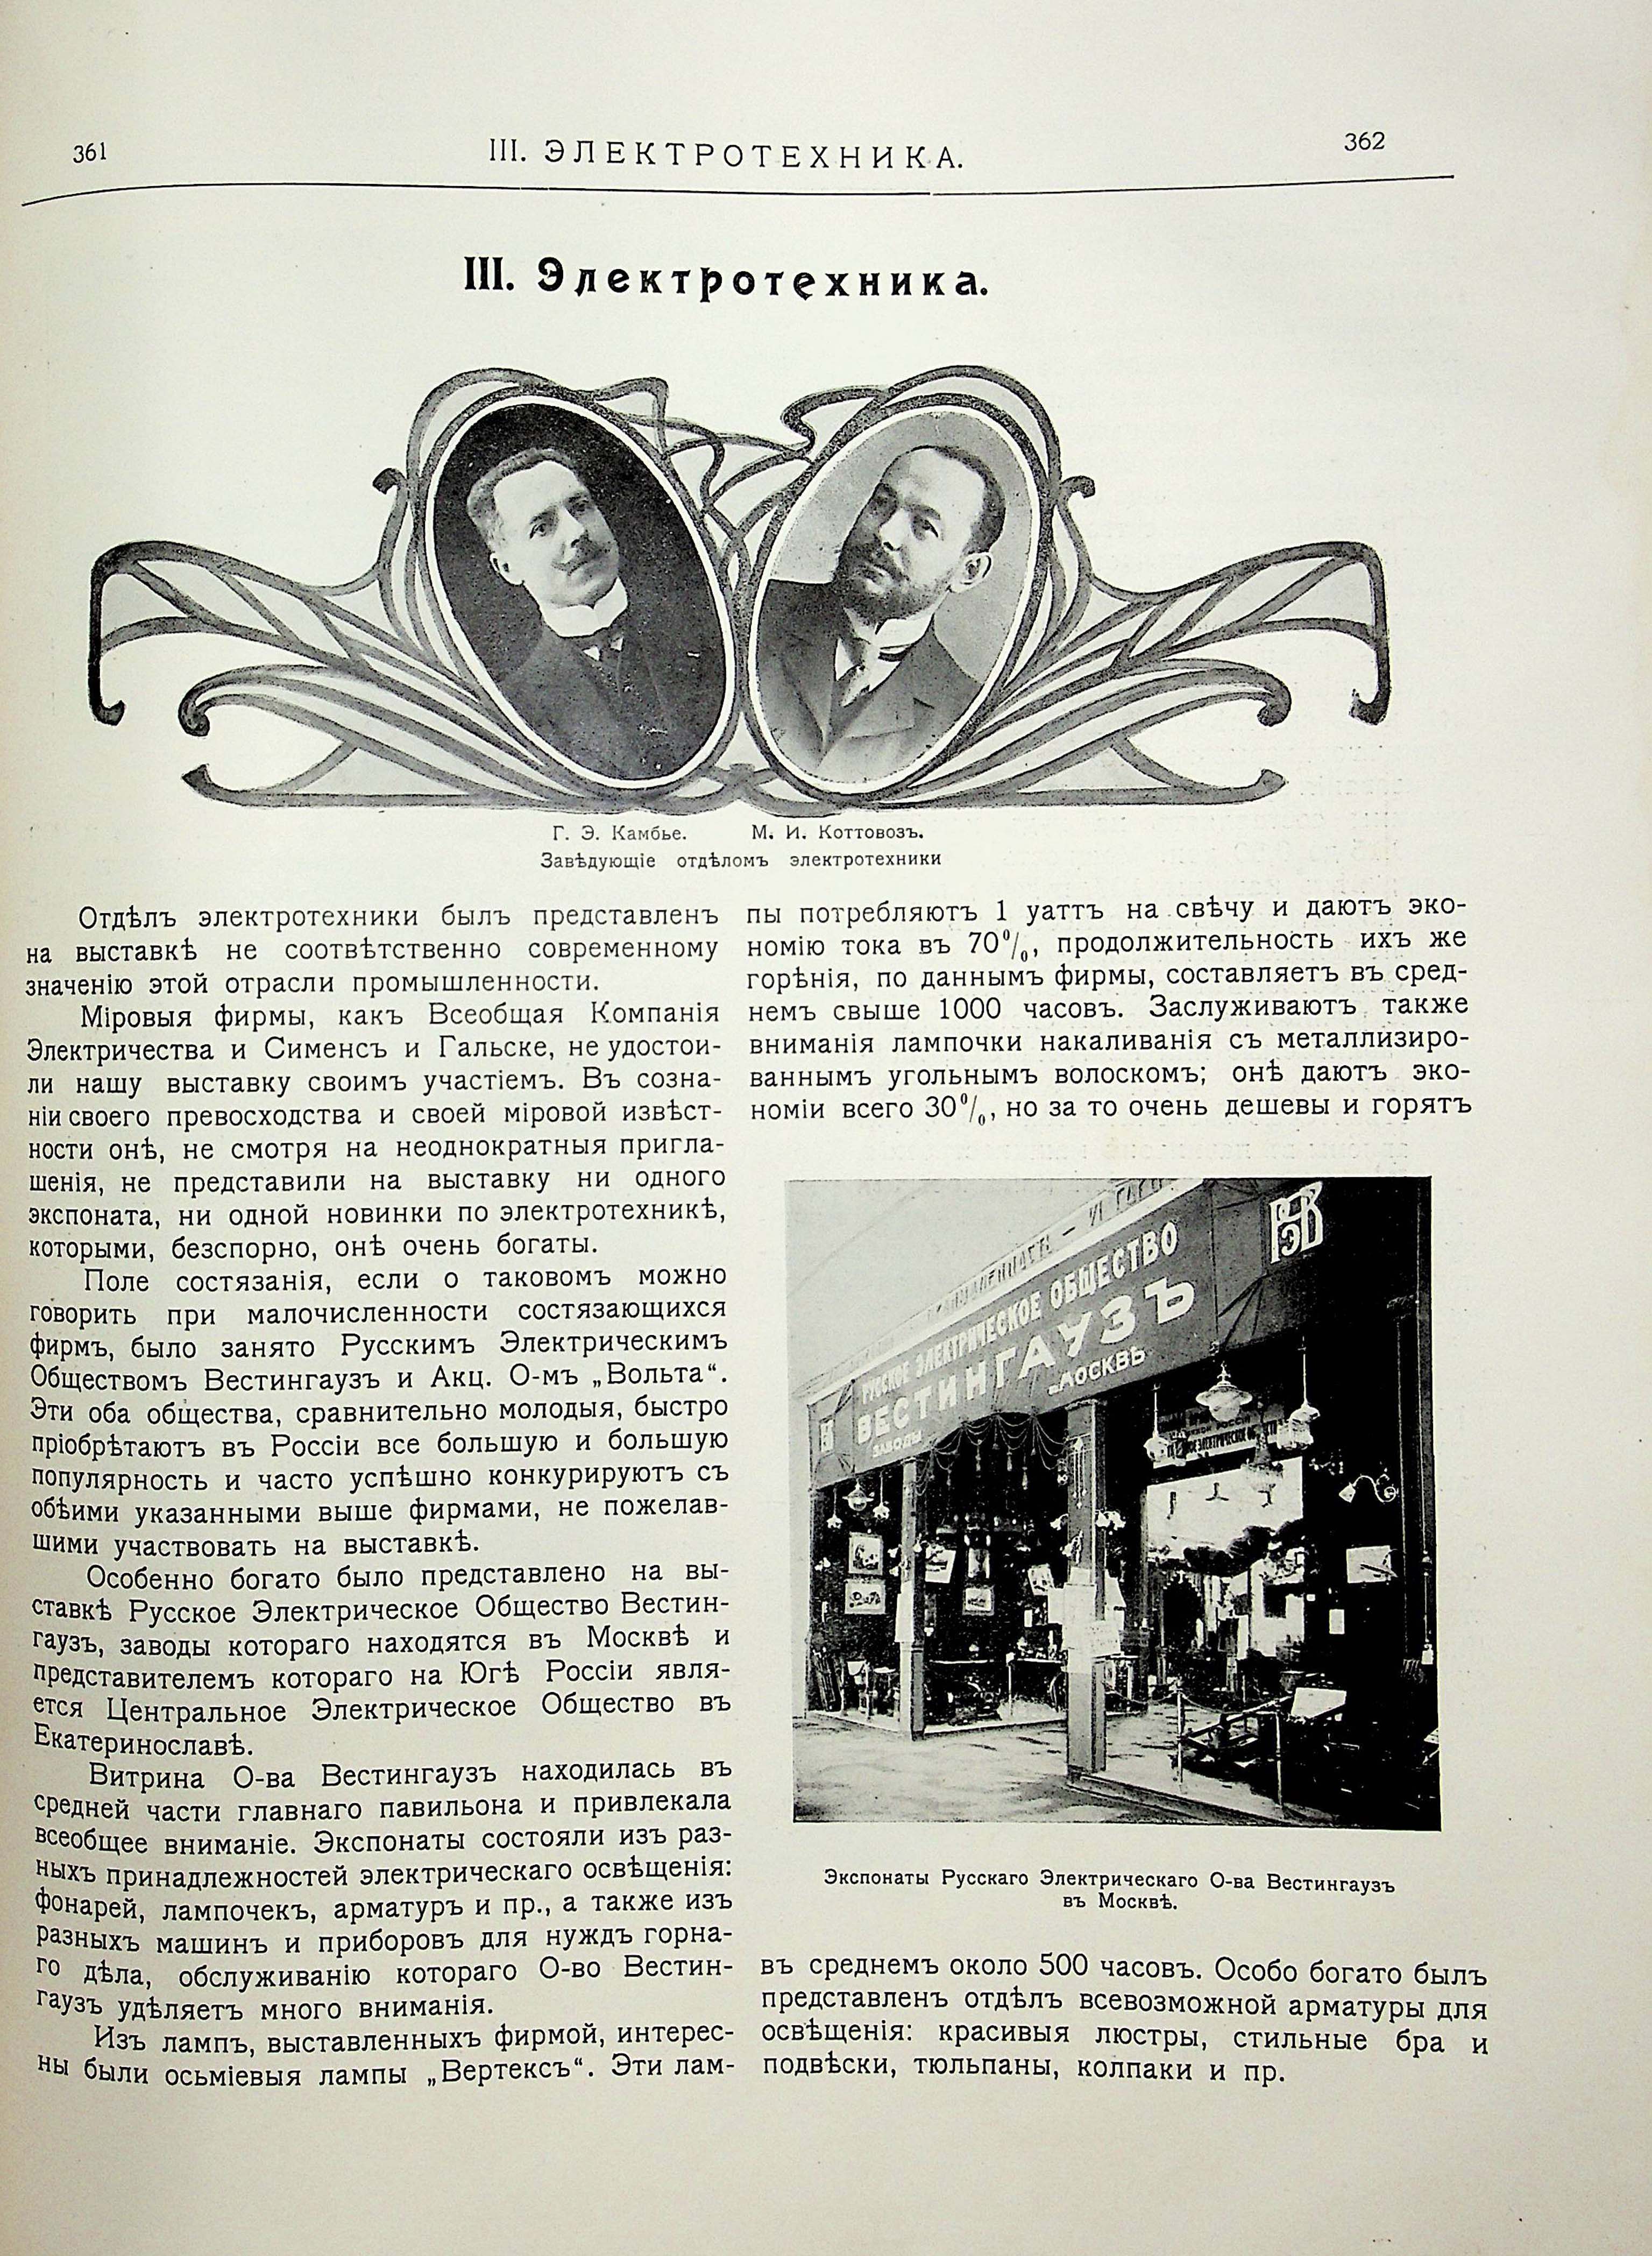 361
III. ЭЛЕКТРОТЕХНИКА.
362
III. Электротехника.
Г. Э. Камбье.
М. И. Коттовозъ.
Завѣдующіе отдѣломъ электротехники
Отдѣлъ электротехники былъ представленъ
на выставкѣ не соотвѣтственно современному
значенію этой отрасли промышленности.
Міровыя фирмы, какъ Всеобщая Компанія
Электричества и Сименсъ и Гальске, не удостои-
ли нашу выставку своимъ участіемъ. Въ созна-
ніи своего превосходства и своей міровой извѣст-
ности онѣ, не смотря на неоднократныя пригла-
шенія, не представили на выставку ни одного
экспоната, ни одной новинки по электротехникѣ,
которыми, безспорно, онѣ очень богаты.
Поле состязанія, если о таковомъ можно
говорить при малочисленности состязающихся
фирмъ, было занято Русскимъ Электрическимъ
Обществомъ Вестингаузъ и Акц. О-мъ „Вольта“.
Эти оба общества, сравнительно молодыя, быстро
пріобрѣтаютъ въ Россіи все большую и большую
популярность и часто успѣшно конкурируютъ съ
обѣими указанными выше фирмами, не пожелав-
шими участвовать на выставкѣ.
Особенно богато было представлено на вы-
ставкѣ Русское Электрическое Общество Вестин-
гаузъ, заводы котораго находятся въ Москвѣ и
представителемъ котораго на Югѣ Россіи явля-
ется Центральное Электрическое Общество въ
Екатеринославѣ.
Витрина О-ва Вестингаузъ находилась въ
средней части главнаго павильона и привлекала
всеобщее вниманіе. Экспонаты состояли изъ раз-
ныхъ принадлежностей электрическаго освѣщенія:
фонарей, лампочекъ, арматуръ и пр., а также изъ
разныхъ машинъ и приборовъ для нуждъ горна-
го дѣла, обслуживанію котораго О-во Вестин-
гаузъ удѣляетъ много вниманія.
Изъ лампъ, выставленныхъ фирмой, интерес-
ны были осьміевыя лампы „Вертексъ“. Эти лам-
пы потребляютъ 1 уаттъ на свѣчу и даютъ эко-
номію тока въ 70%, продолжительность ихъ же
горѣнія, по даннымъ фирмы, составляетъ въ сред-
немъ свыше 1000 часовъ. Заслуживаютъ также
вниманія лампочки накаливанія съ металлизиро-
ваннымъ угольнымъ волоскомъ; онѣ даютъ эко-
номіи всего 30%, но за то очень дешевы и горятъ
РУССКОЕ ЭЛЕКТРИЧЕСКОЕ ОБЩЕСТВО
ВЕСТИНГАУЗЪ
ЗАВОДЫ
МОСКВѢ
Экспонаты Русскаго Электрическаго О-ва Вестингаузъ
въ Москвѣ.
въ среднемъ около 500 часовъ. Особо богато былъ
представленъ отдѣлъ всевозможной арматуры для
освѣщенія: красивыя люстры, стильные бра и
подвѣски, тюльпаны, колпаки и пр.